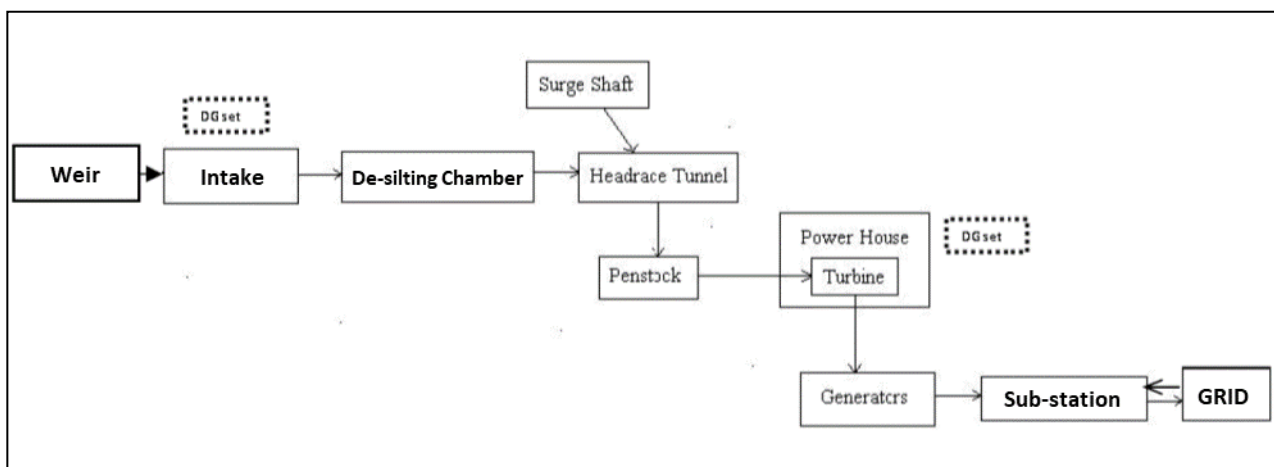 Surge Shaft
DG set
Weir
Intake
De-silting Chamber
Headrace Tunnel
Power House
DG set
Penstock
Turbine
Generators
Sub-station
GRID